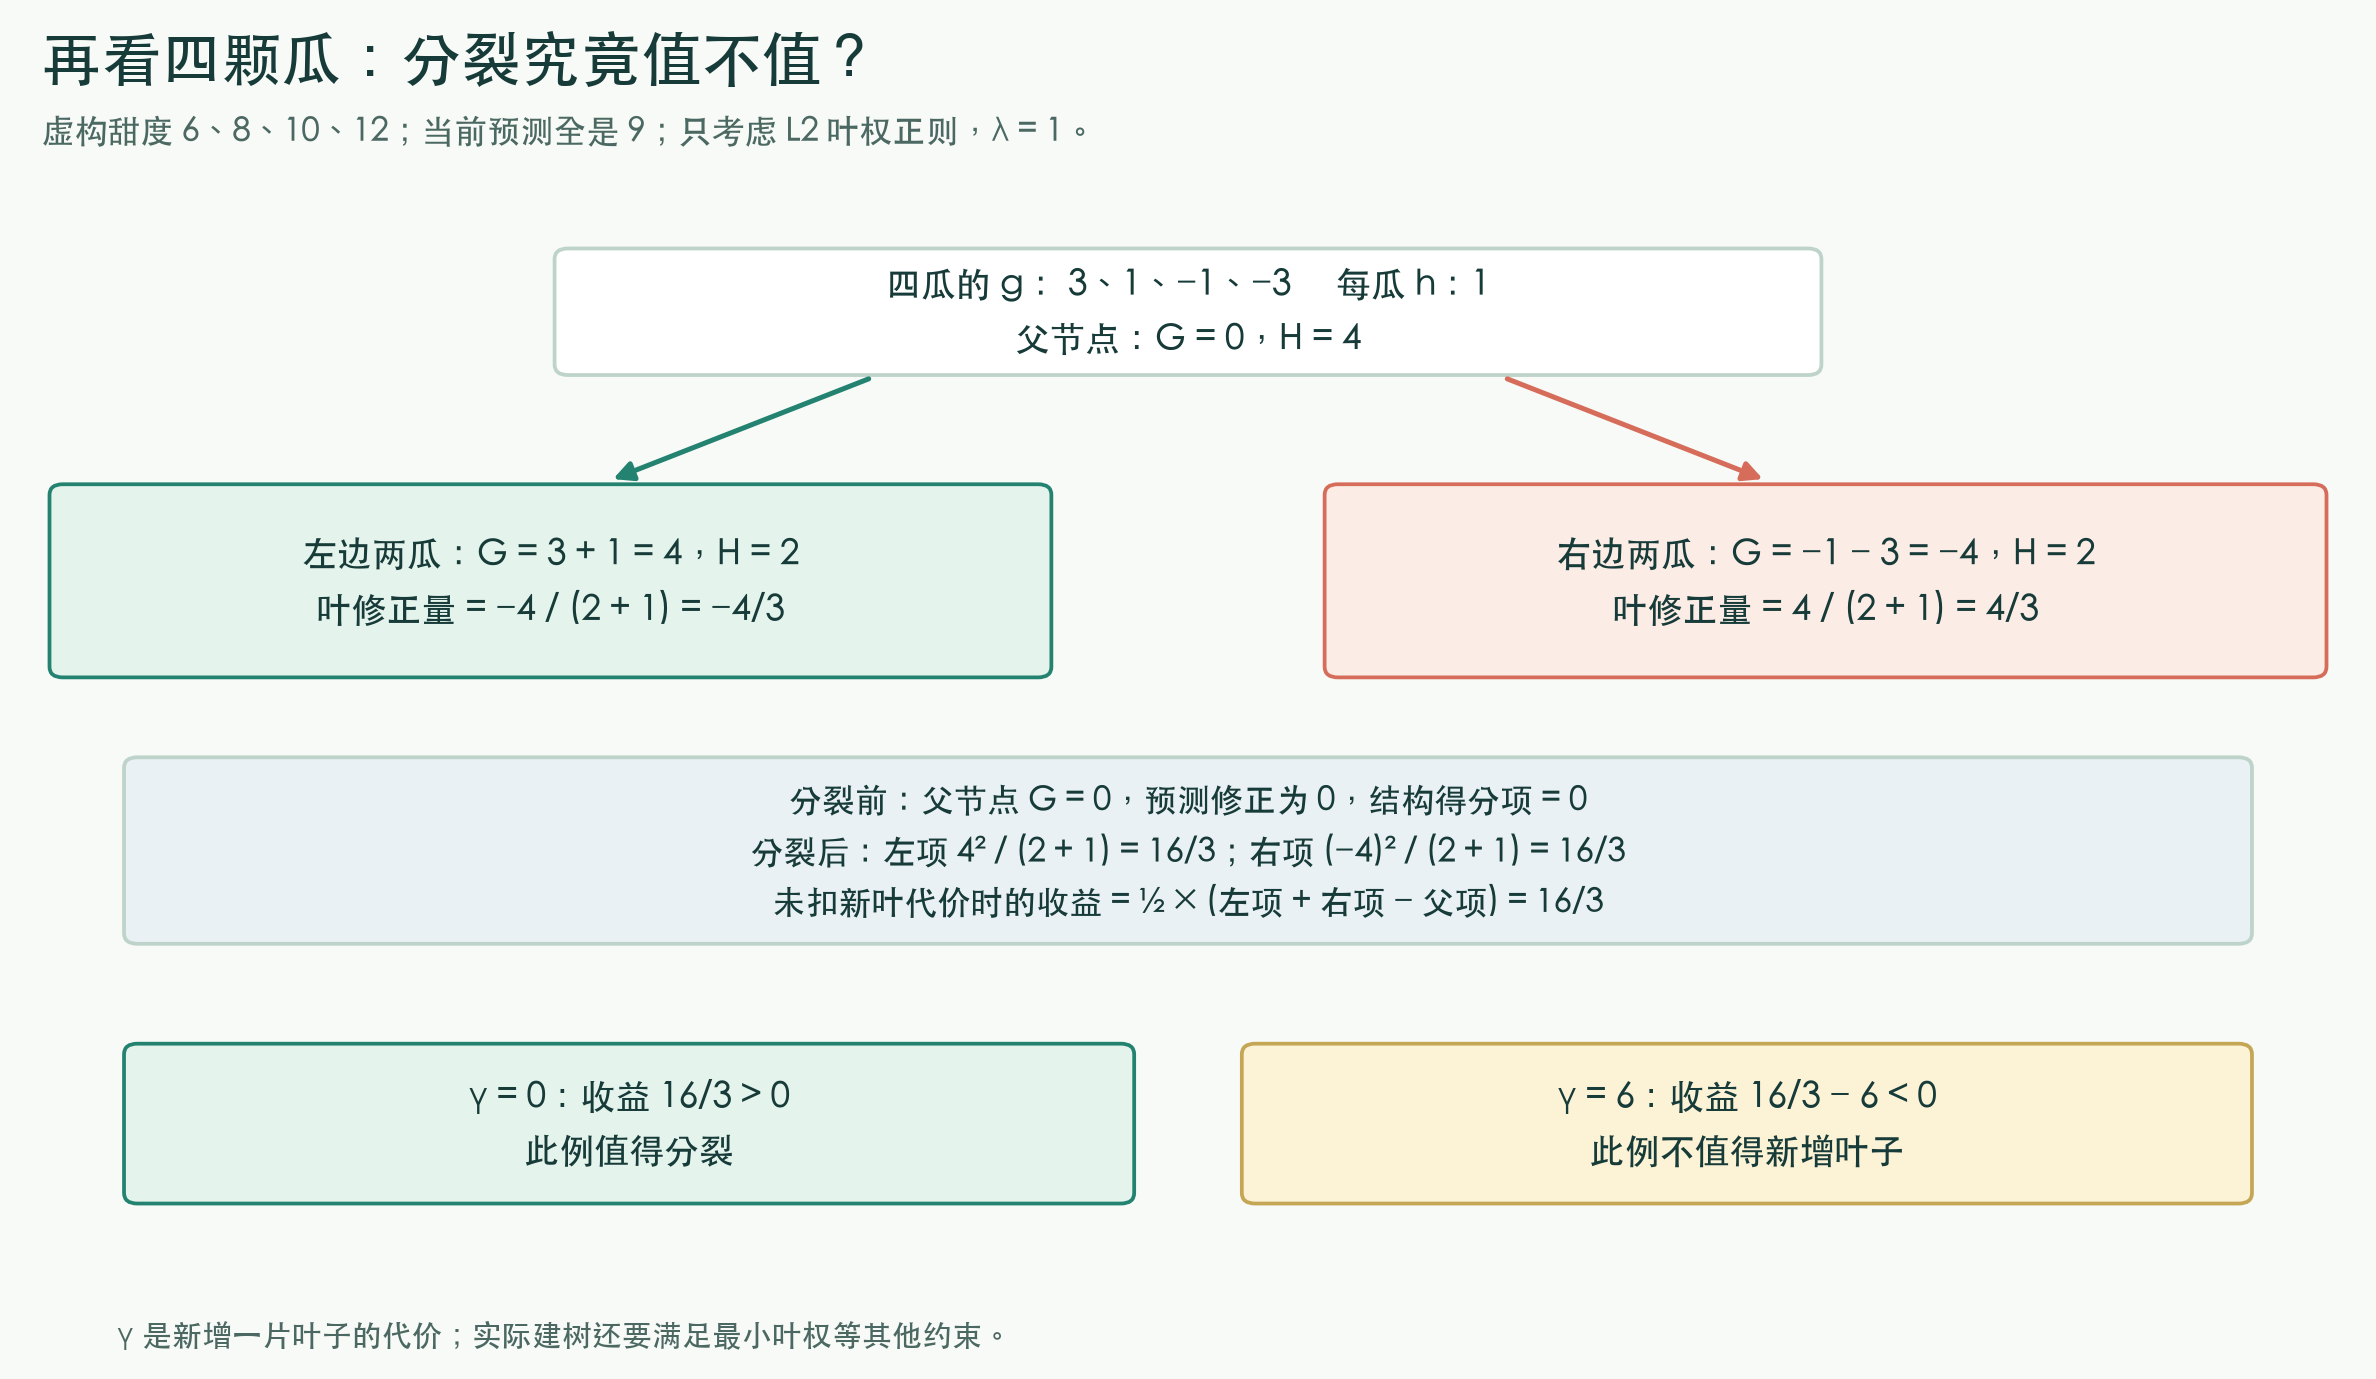 再看四颗瓜：分裂究竟值不值？
虚构甜度 6、8、10、12；当前预测全是 9；只考虑 L2 叶权正则，λ = 1。
四瓜的 g： 3、1、−1、−3 每瓜 h：1
父节点：G = 0，H = 4
左边两瓜：G = 3 + 1 = 4，H = 2
叶修正量 = −4 / (2 + 1) = −4/3
右边两瓜：G = −1 − 3 = −4，H = 2
叶修正量 = 4 / (2 + 1) = 4/3
分裂前：父节点 G = 0，预测修正为 0，结构得分项 = 0
分裂后：左项 4² / (2 + 1) = 16/3；右项 (−4)² / (2 + 1) = 16/3
未扣新叶代价时的收益 = ½ × (左项 + 右项 − 父项) = 16/3
γ = 0：收益 16/3 > 0
此例值得分裂
γ = 6：收益 16/3 − 6 < 0
此例不值得新增叶子
γ 是新增一片叶子的代价；实际建树还要满足最小叶权等其他约束。